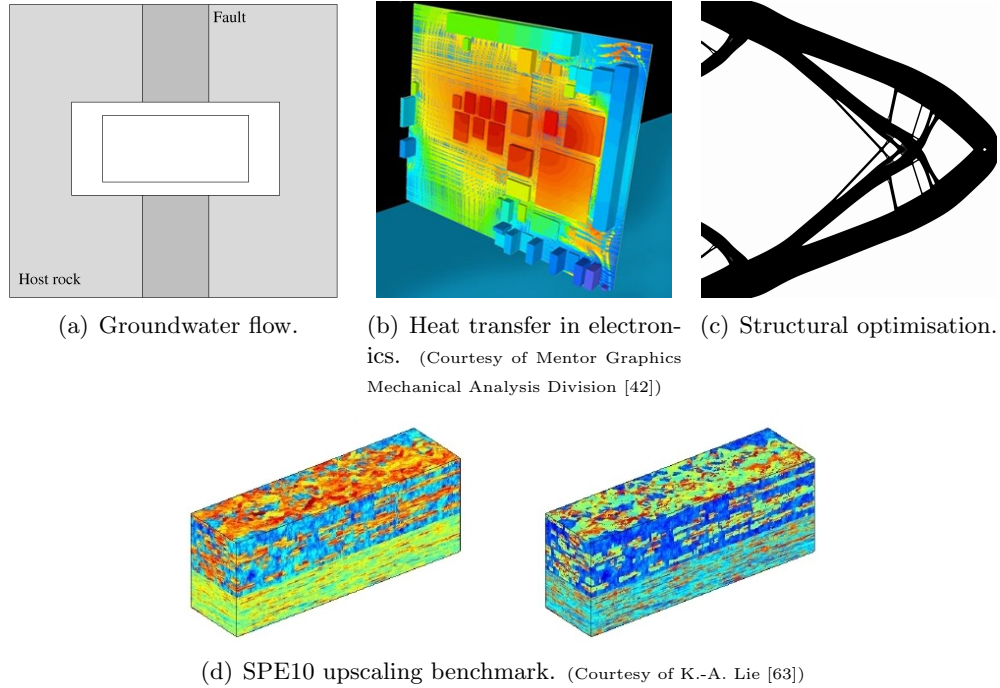 Fault
Host rock
(a) Groundwater flow.
(b) Heat transfer in electron-
ics. (Courtesy of Mentor Graphics
Mechanical Analysis Division [42])
(c) Structural optimisation.
(d) SPE10 upscaling benchmark. (Courtesy of K.-A. Lie [63])